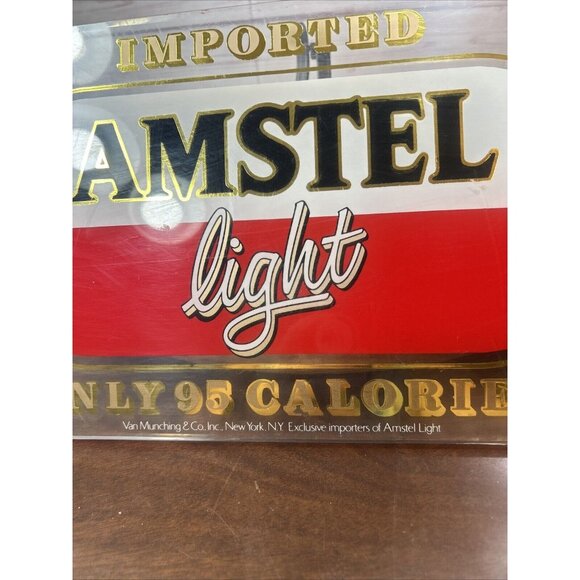 IMPORTED
AMSTEL
light
NLY 95 CALORIE
Van Munching & Co., Inc., New York, N.Y. Exclusive importers of Amstel Light